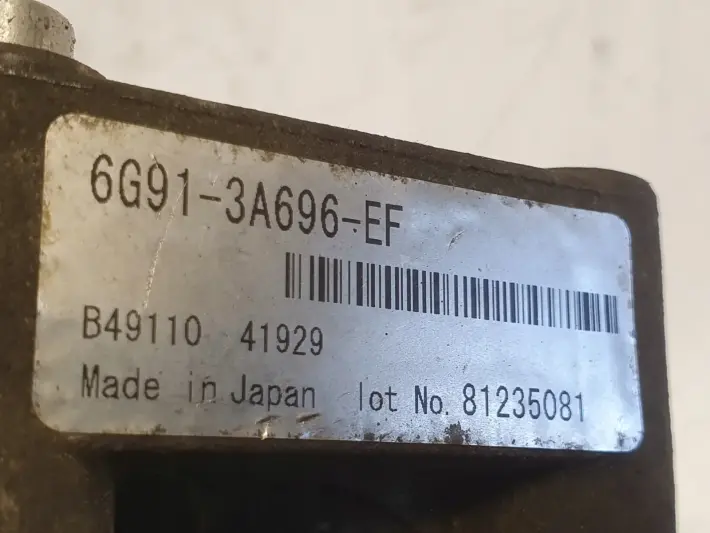 6G91-3A696-EF
B49110 41929
Made in Japan lot No. 81235081